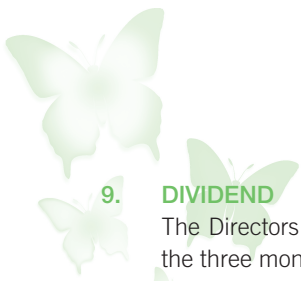 9. DIVIDEND
The Directors
the three mon